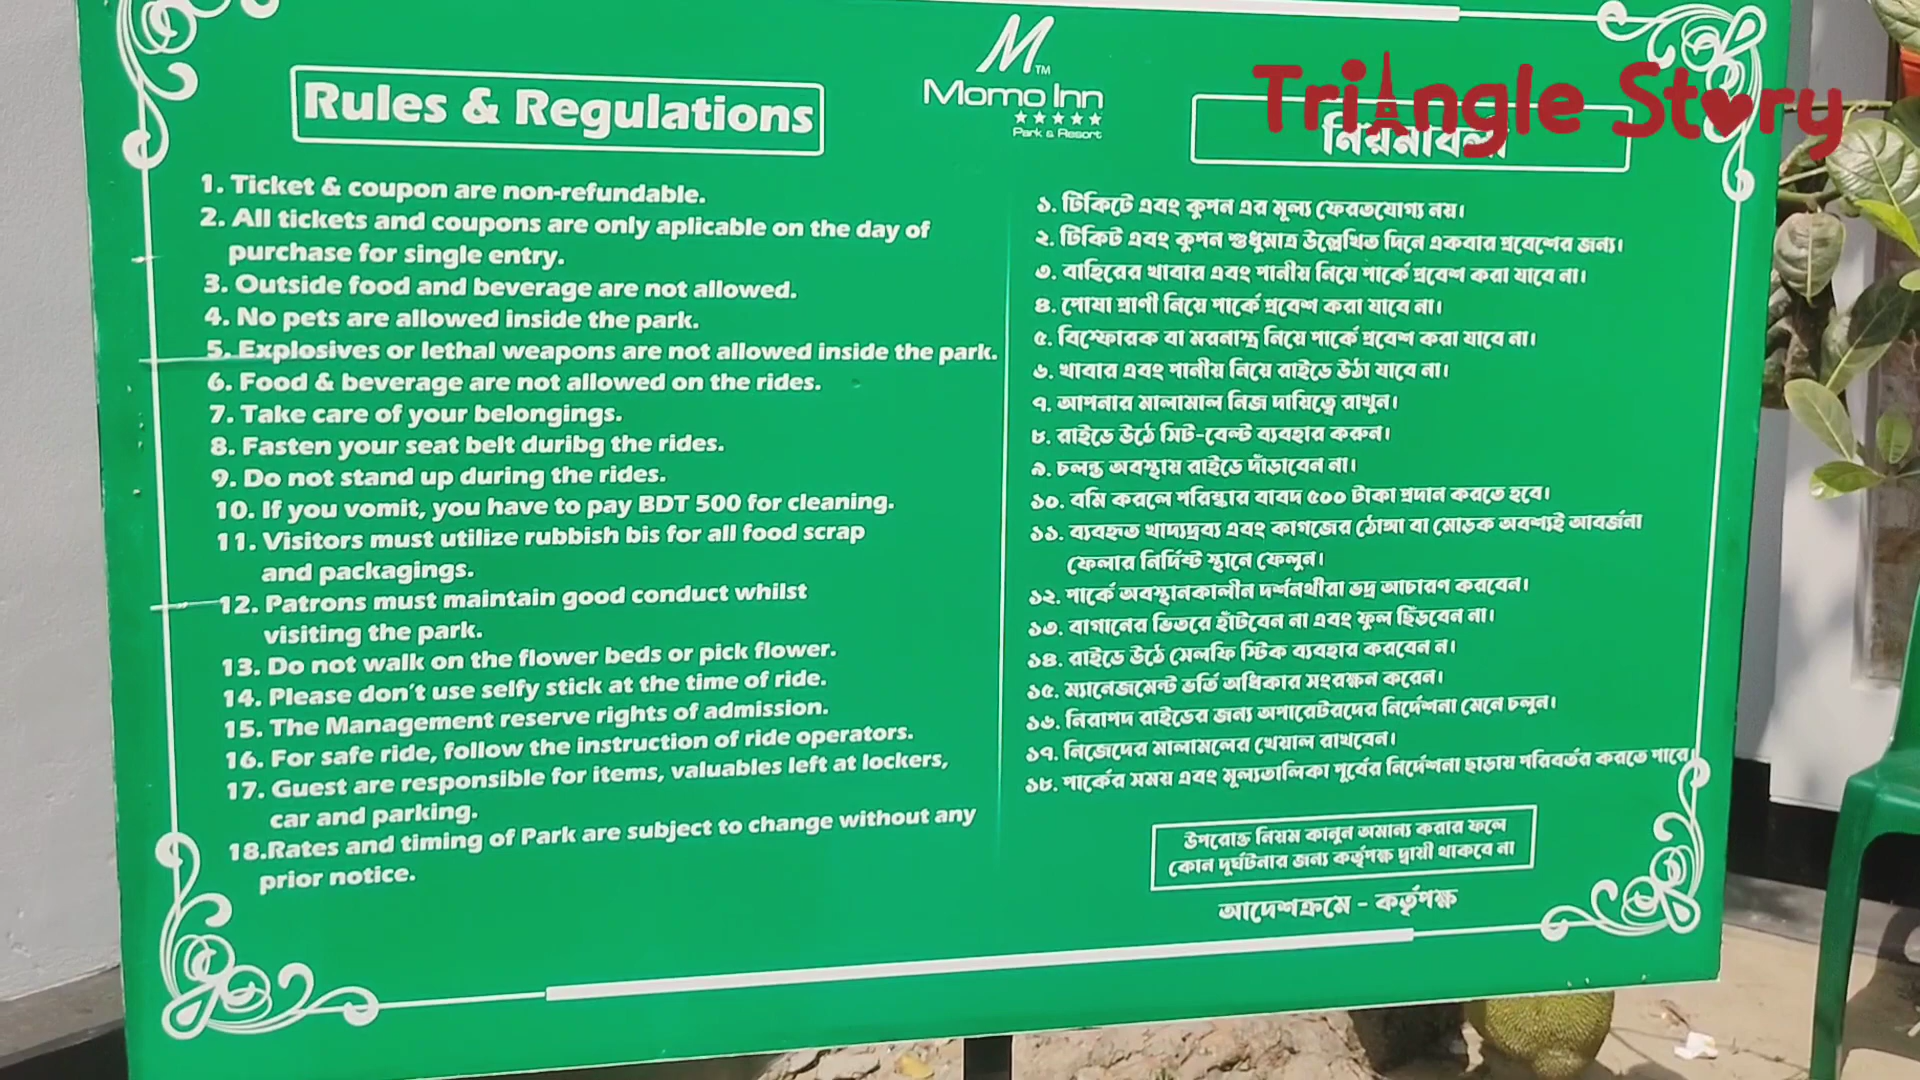 M TM
Momo Inn
Park & Resort
Triangle Story
Rules & Regulations
1. Ticket & coupon are non-refundable.
2. All tickets and coupons are only aplicable on the day of
purchase for single entry.
3. Outside food and beverage are not allowed.
4. No pets are allowed inside the park.
5. Explosives or lethal weapons are not allowed inside the park.
6. Food & beverage are not allowed on the rides.
7. Take care of your belongings.
8. Fasten your seat belt duribg the rides.
9. Do not stand up during the rides.
10. If you vomit, you have to pay BDT 500 for cleaning.
11. Visitors must utilize rubbish bis for all food scrap
and packagings.
12. Patrons must maintain good conduct whilst
visiting the park.
13. Do not walk on the flower beds or pick flower.
14. Please don't use selfy stick at the time of ride.
15. The Management reserve rights of admission.
16. For safe ride, follow the instruction of ride operators.
17. Guest are responsible for items, valuables left at lockers,
car and parking.
18.Rates and timing of Park are subject to change without any
prior notice.
নিয়মাবলী
১. টিকিটে এবং কুপন এর মূল্য ফেরতযোগ্য নয়।
২. টিকিট এবং কুপন শুধুমাত্র উল্লেখিত দিনে একবার প্রবেশের জন্য।
৩. বাহিরের খাবার এবং পানীয় নিয়ে পার্কে প্রবেশ করা যাবে না।
৪. পোষা প্রাণী নিয়ে পার্কে প্রবেশ করা যাবে না।
৫. বিস্ফোরক বা মরনাস্ত্র নিয়ে পার্কে প্রবেশ করা যাবে না।
৬. খাবার এবং পানীয় নিয়ে রাইডে উঠা যাবে না।
৭. আপনার মালামাল নিজ দায়িত্বে রাখুন।
৮. রাইডে উঠে সিট-বেল্ট ব্যবহার করুন।
৯. চলন্ত অবস্থায় রাইডে দাঁড়াবেন না।
১০. বমি করলে পরিস্কার বাবদ ৫০০ টাকা প্রদান করতে হবে।
১১. ব্যবহৃত খাদ্যদ্রব্য এবং কাগজের ঠোঙ্গা বা মোড়ক অবশ্যই আবর্জনা
ফেলার নির্দিষ্ট স্থানে ফেলুন।
১২. পার্কে অবস্থানকালীন দর্শনর্থীরা ভদ্র আচারণ করবেন।
১৩. বাগানের ভিতরে হাঁটবেন না এবং ফুল ছিঁড়বেন না।
১৪. রাইডে উঠে সেলফি স্টিক ব্যবহার করবেন ন।
১৫. ম্যানেজমেন্ট ভর্তি অধিকার সংরক্ষন করেন।
১৬. নিরাপদ রাইডের জন্য অপারেটরদের নির্দেশনা মেনে চলুন।
১৭. নিজেদের মালামলের খেয়াল রাখবেন।
১৮. পার্কের সময় এবং মূল্যতালিকা পূর্বের নির্দেশনা ছাড়ায় পরিবর্তর করতে পারে।
উপরোক্ত নিয়ম কানুন অমান্য করার ফলে
কোন দূর্ঘটনার জন্য কর্তৃপক্ষ দ্বায়ী থাকবে না
আদেশক্রমে - কর্তৃপক্ষ